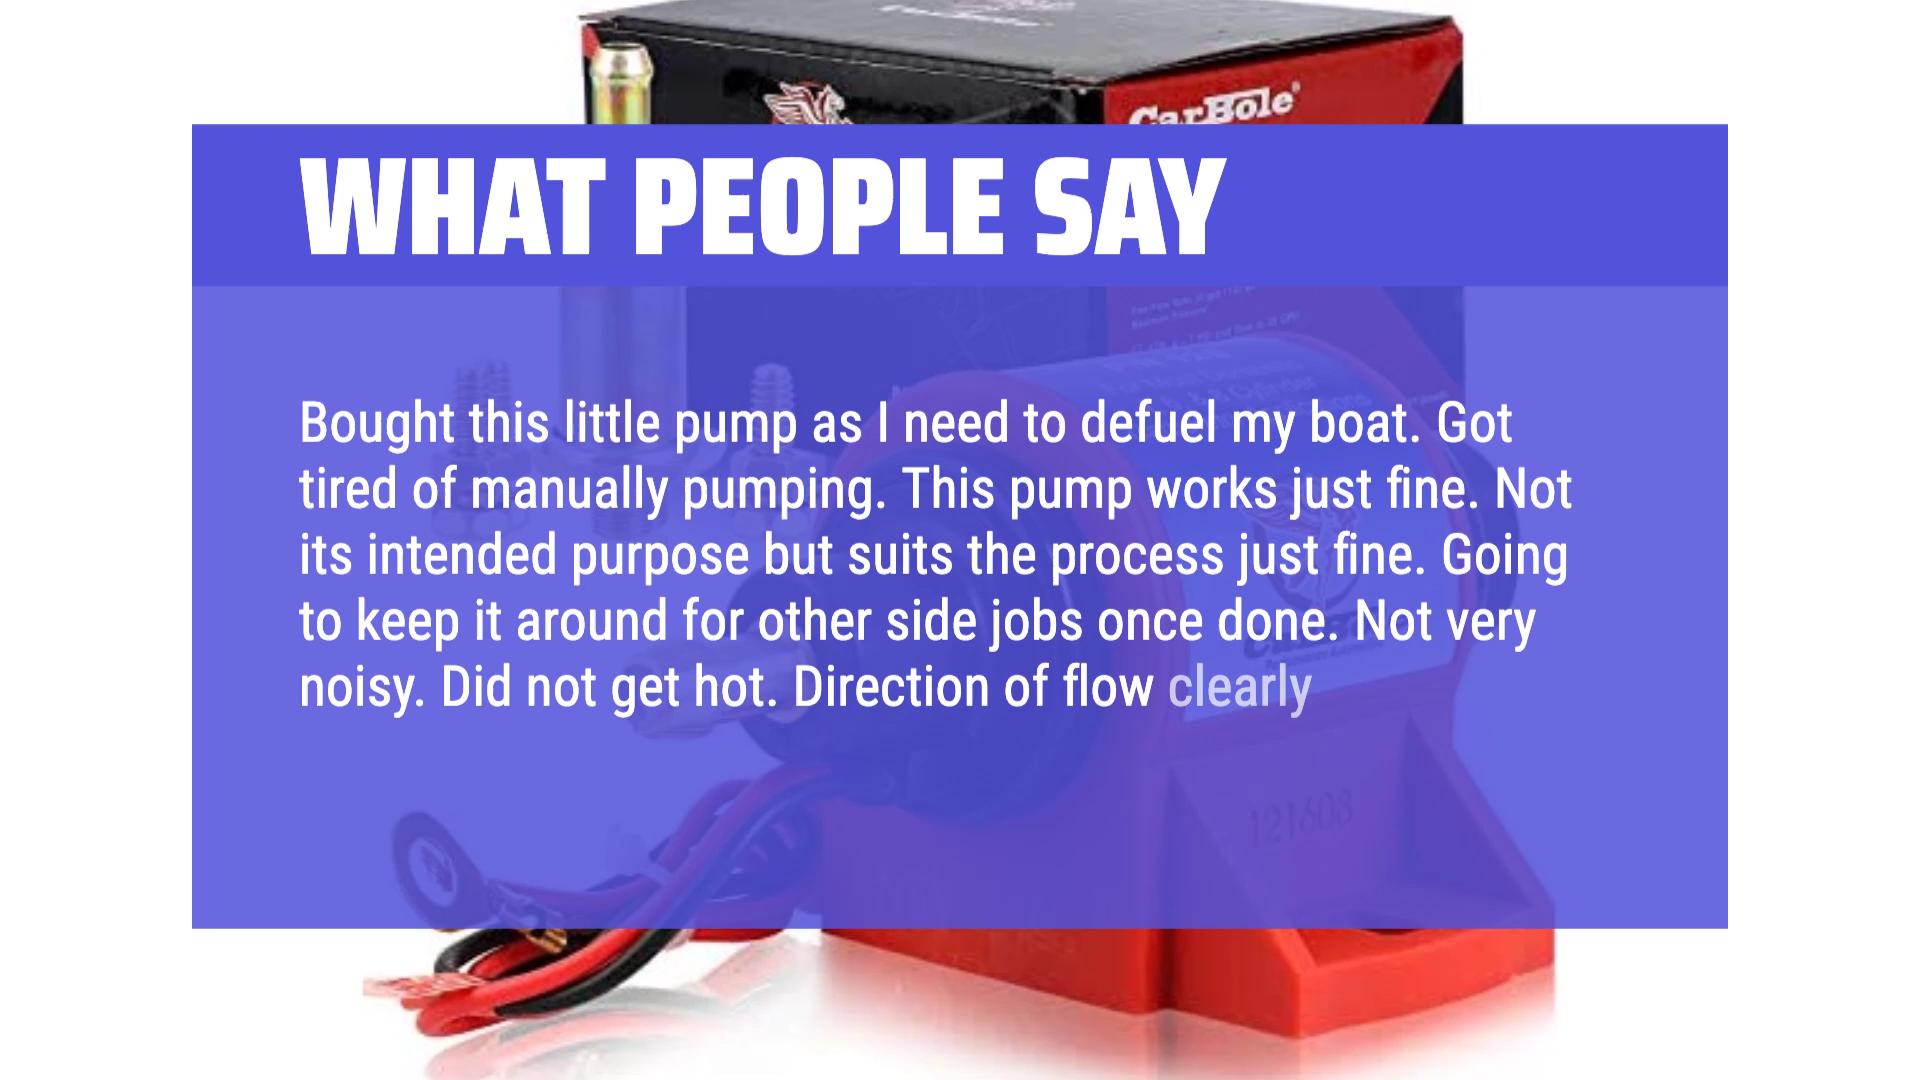 CarBole
WHAT PEOPLE SAY
Bought this little pump as I need to defuel my boat. Got
tired of manually pumping. This pump works just fine. Not
its intended purpose but suits the process just fine. Going
to keep it around for other side jobs once done. Not very
noisy. Did not get hot. Direction of flow clearly
121603